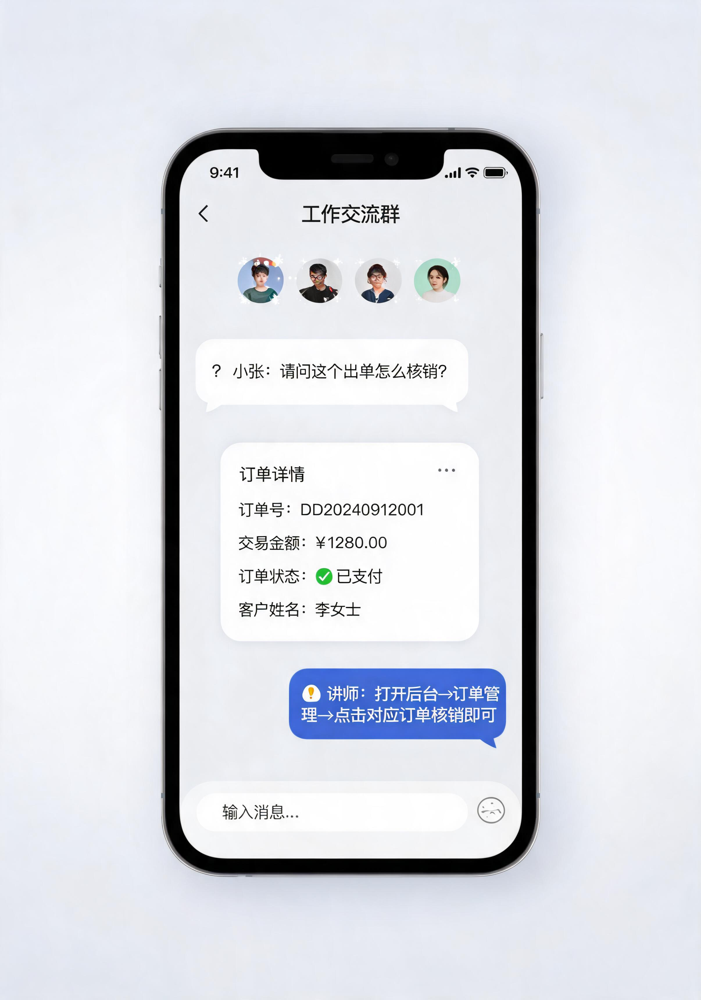 9:41
工作交流群
? 小张：请问这个出单怎么核销?
订单详情
订单号：DD20240912001
交易金额：¥1280.00
订单状态：已支付
客户姓名：李女士
讲师：打开后台→订单管
理→点击对应订单核销即可
输入消息...